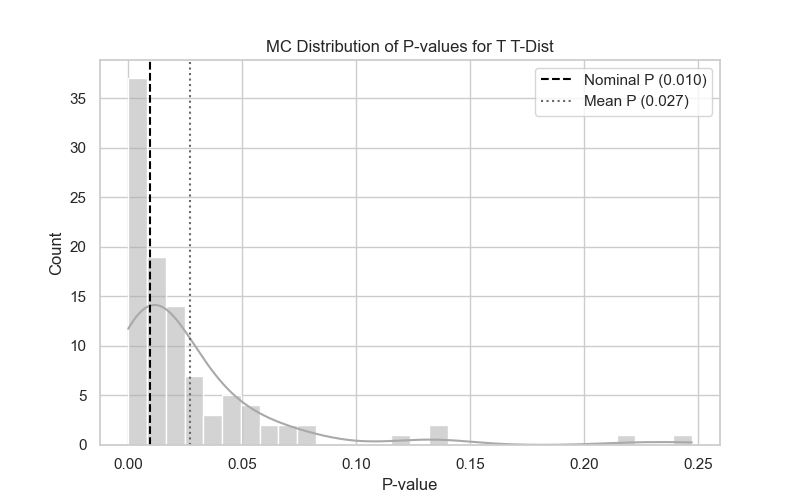 MC Distribution of P-values for T T-Dist
Nominal P (0.010)
Mean P (0.027)
Count
35
30
25
20
15
10
5
0
0.00 0.05 0.10 0.15 0.20 0.25
P-value